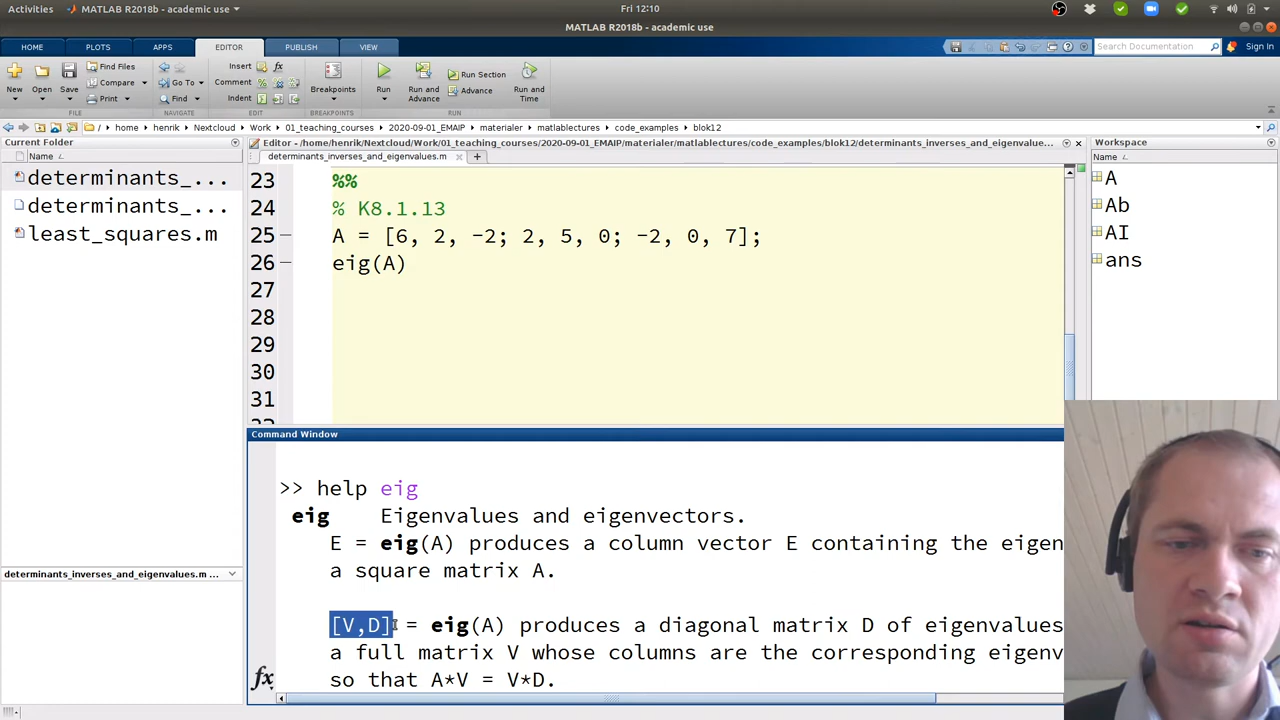 Activities
MATLAB R2018b - academic use
Fri 12:10
MATLAB R2018b - academic use
HOME
PLOTS
APPS
EDITOR
PUBLISH
VIEW
Search Documentation
Sign In
New
Open
Save
Find Files
Compare
Print
Go To
Find
Insert
Comment
Indent
Breakpoints
Run
Run and Advance
Run Section
Advance
Run and Time
FILE
NAVIGATE
EDIT
BREAKPOINTS
RUN
/ home henrik Nextcloud Work 01_teaching_courses 2020-09-01_EMAIP materialer matlablectures code_examples blok12
Current Folder
Name
determinants_...
determinants_...
least_squares.m
determinants_inverses_and_eigenvalues.m ...
Editor - /home/henrik/Nextcloud/Work/01_teaching_courses/2020-09-01_EMAIP/materialer/matlablectures/code_examples/blok12/determinants_inverses_and_eigenvalue...
determinants_inverses_and_eigenvalues.m
23 %%
24 % K8.1.13
25 A = [6, 2, -2; 2, 5, 0; -2, 0, 7];
26 eig(A)
27
28
29
30
31
Workspace
Name
A
Ab
AI
ans
Command Window
>> help eig
eig Eigenvalues and eigenvectors.
E = eig(A) produces a column vector E containing the eigen
a square matrix A.
[V,D] = eig(A) produces a diagonal matrix D of eigenvalues
a full matrix V whose columns are the corresponding eigenv
so that A*V = V*D.
fx